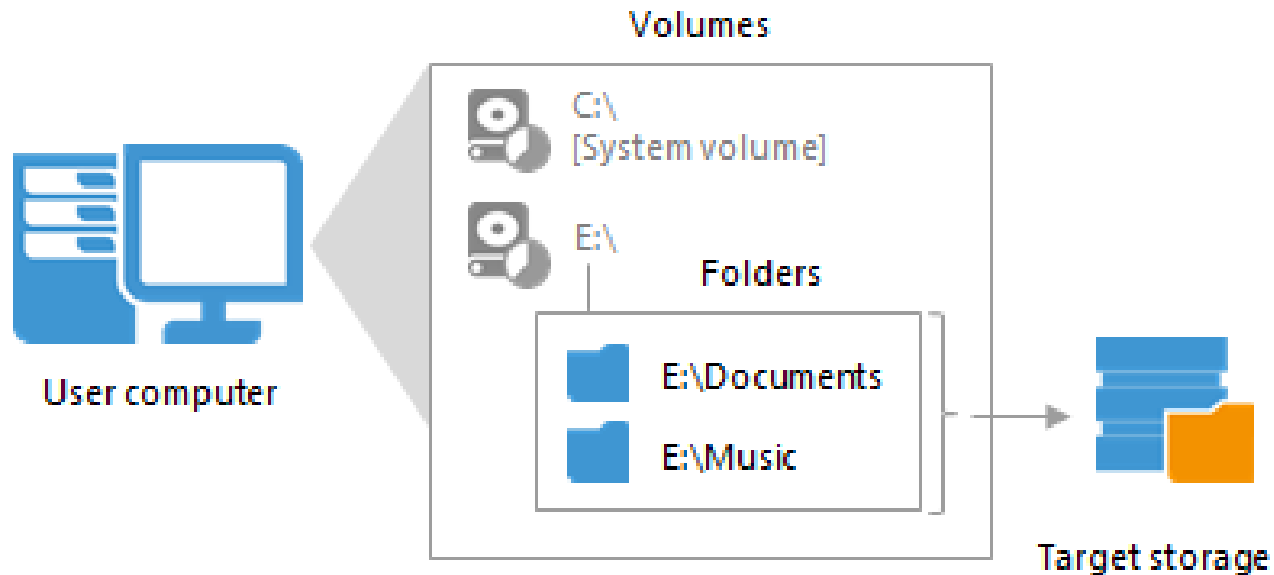 Volumes
C:\
[System volume]
E:\
Folders
E:\Documents
E:\Music
User computer
Target storage